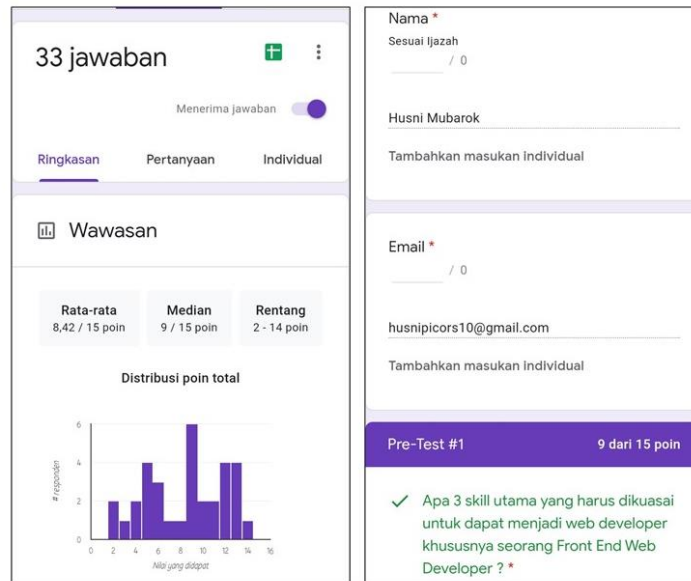 33 jawaban
Menerima jawaban
Ringkasan
Pertanyaan
Individual
Wawasan
Rata-rata
8,42 / 15 poin
Median
9 / 15 poin
Rentang
2 - 14 poin
Distribusi poin total
# responden
6
4
2
0
0 2 4 6 8 10 12 14 16
Nilai yang didapat
Nama *
Sesuai Ijazah
/ 0
Husni Mubarok
Tambahkan masukan individual
Email *
/ 0
husnipicors10@gmail.com
Tambahkan masukan individual
Pre-Test #1
9 dari 15 poin
Apa 3 skill utama yang harus dikuasai
untuk dapat menjadi web developer
khususnya seorang Front End Web
Developer ? *